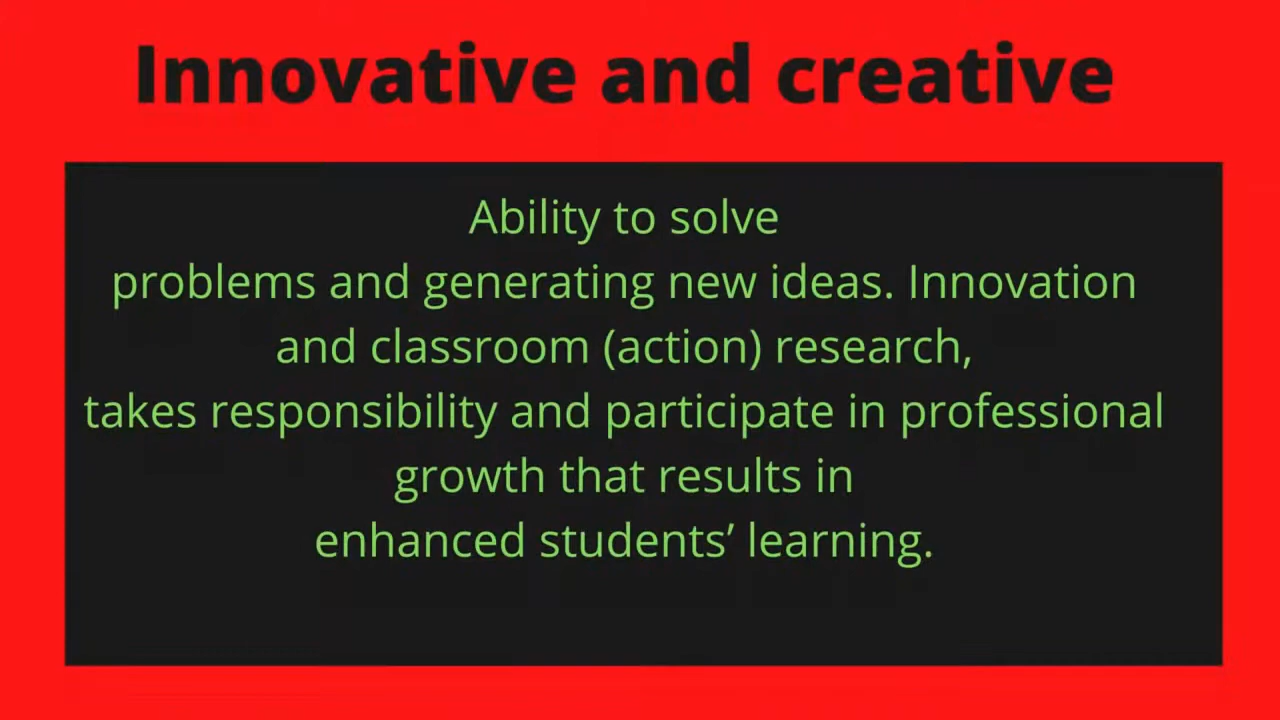 Innovative and creative
Ability to solve
problems and generating new ideas. Innovation
and classroom (action) research,
takes responsibility and participate in professional
growth that results in
enhanced students’ learning.